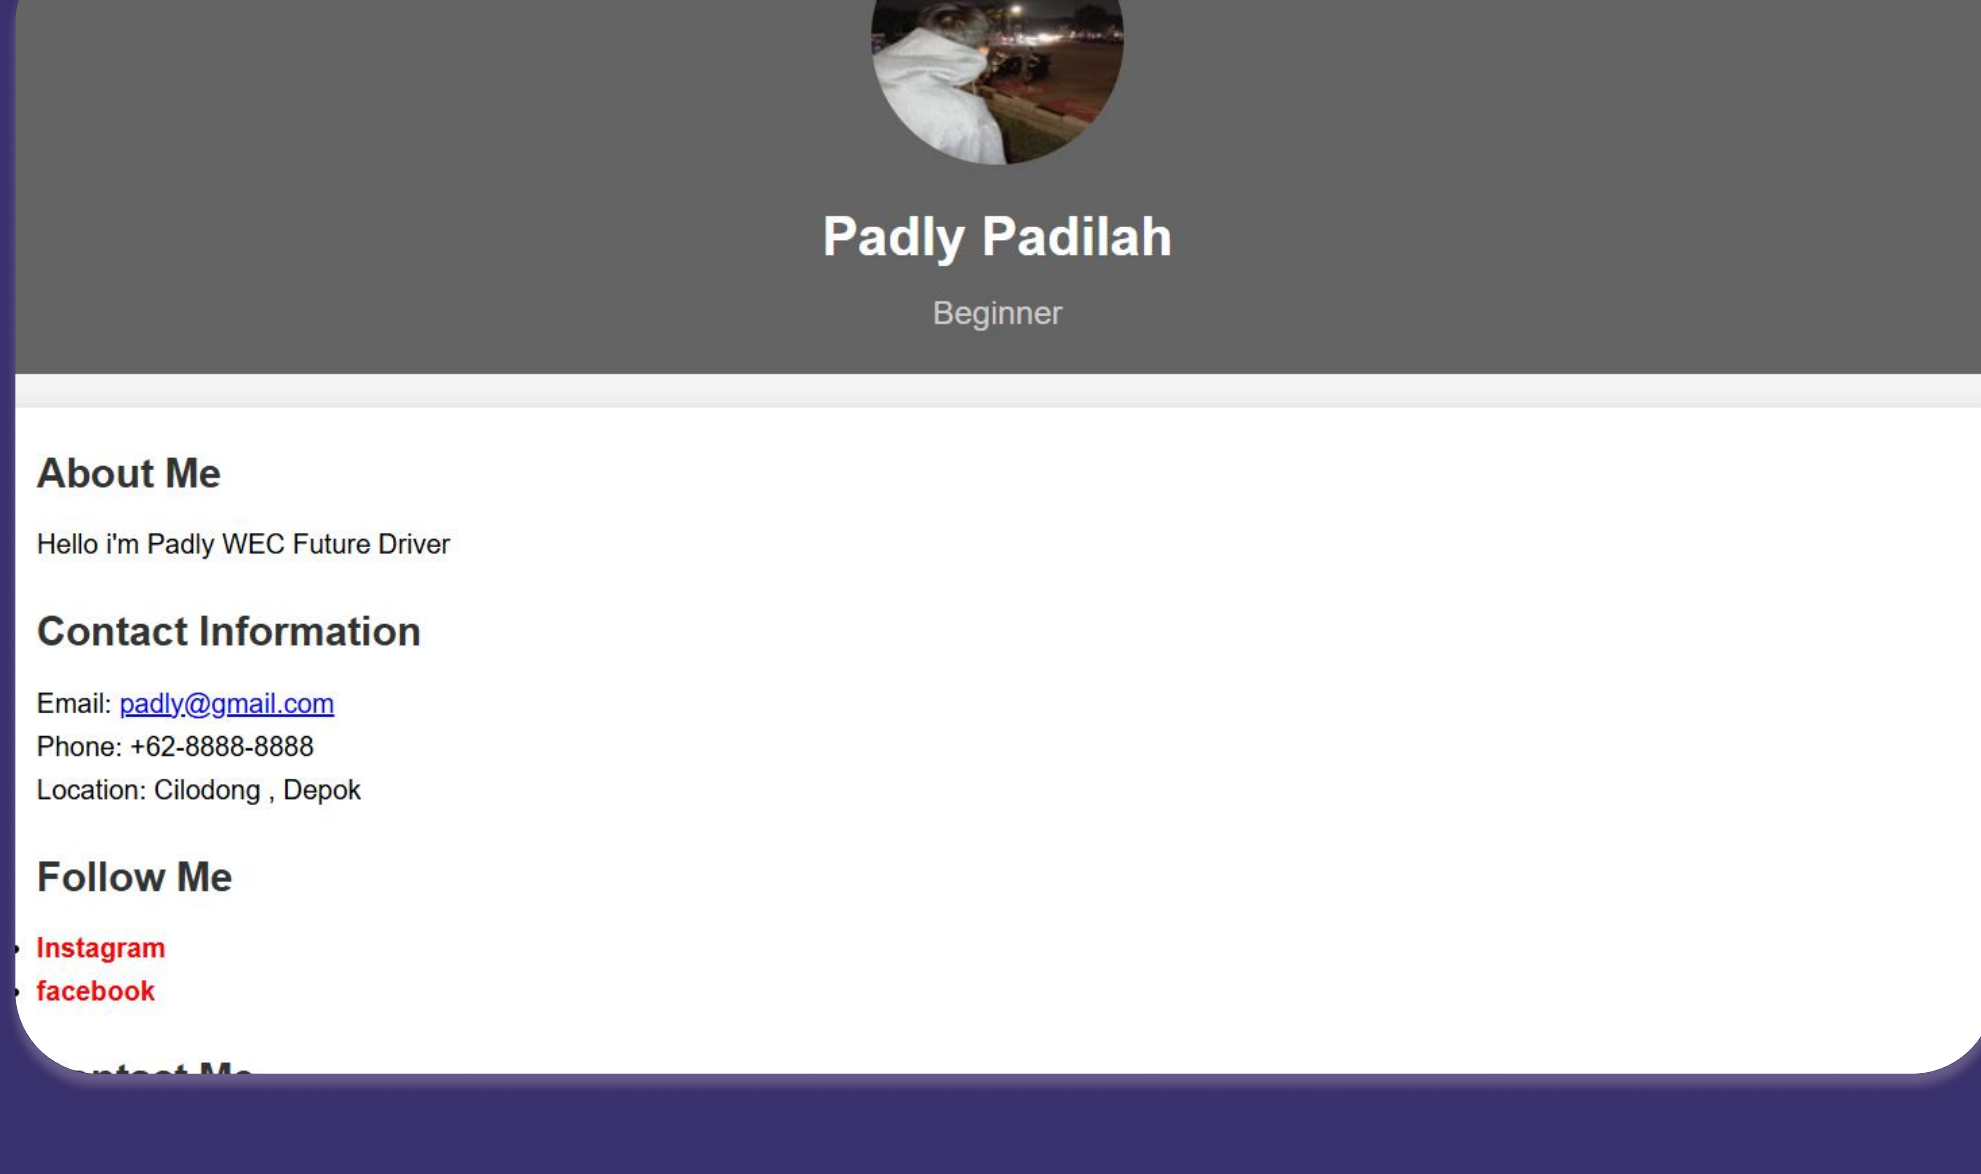 Padly Padilah
Beginner
About Me
Hello i'm Padly WEC Future Driver
Contact Information
Email: padly@gmail.com
Phone: +62-8888-8888
Location: Cilodong , Depok
Follow Me
Instagram
facebook
Me